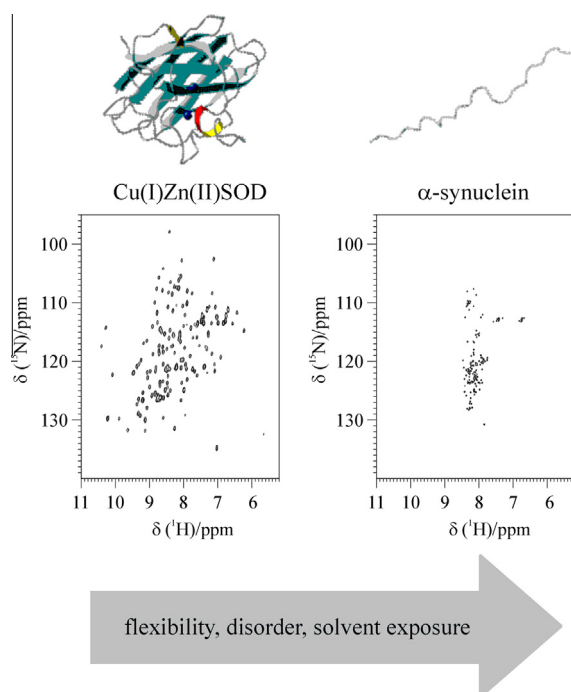 Cu(I)Zn(II)SOD
α-synuclein
100
110
120
130
δ (¹⁵N)/ppm
11 10 9 8 7 6
δ (¹H)/ppm
100
110
120
130
δ (¹⁵N)/ppm
11 10 9 8 7 6
δ (¹H)/ppm
flexibility, disorder, solvent exposure